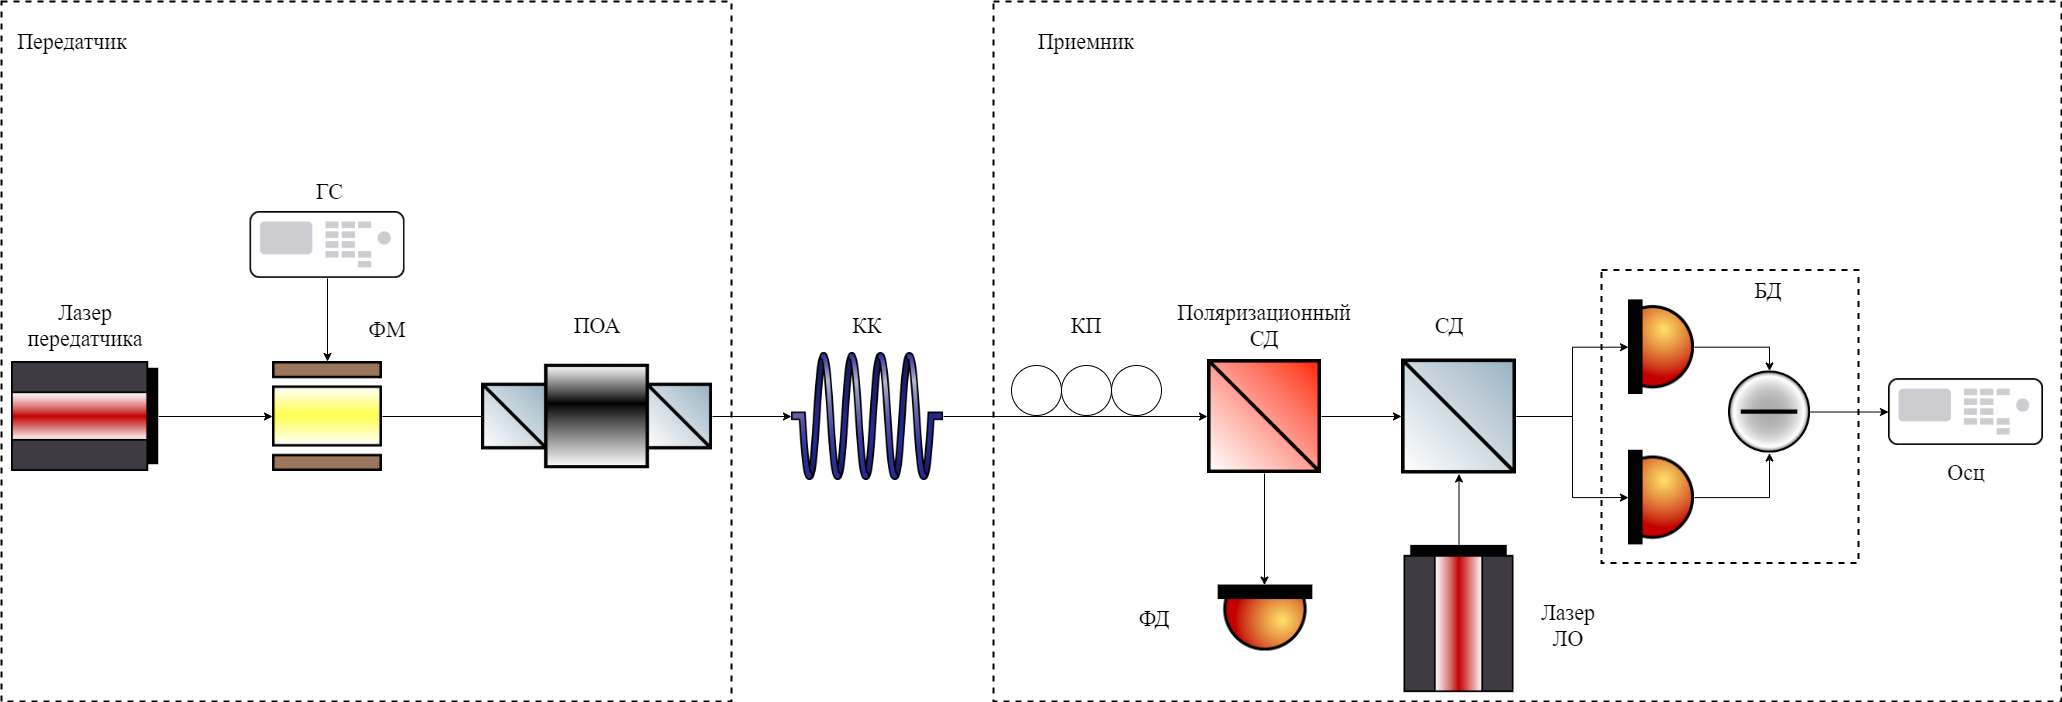 Передатчик
Приемник
ГС
Лазер
передатчика
ФМ
ПОА
КК
КП
Поляризационный
СД
СД
БД
Осц
ФД
Лазер
ЛО